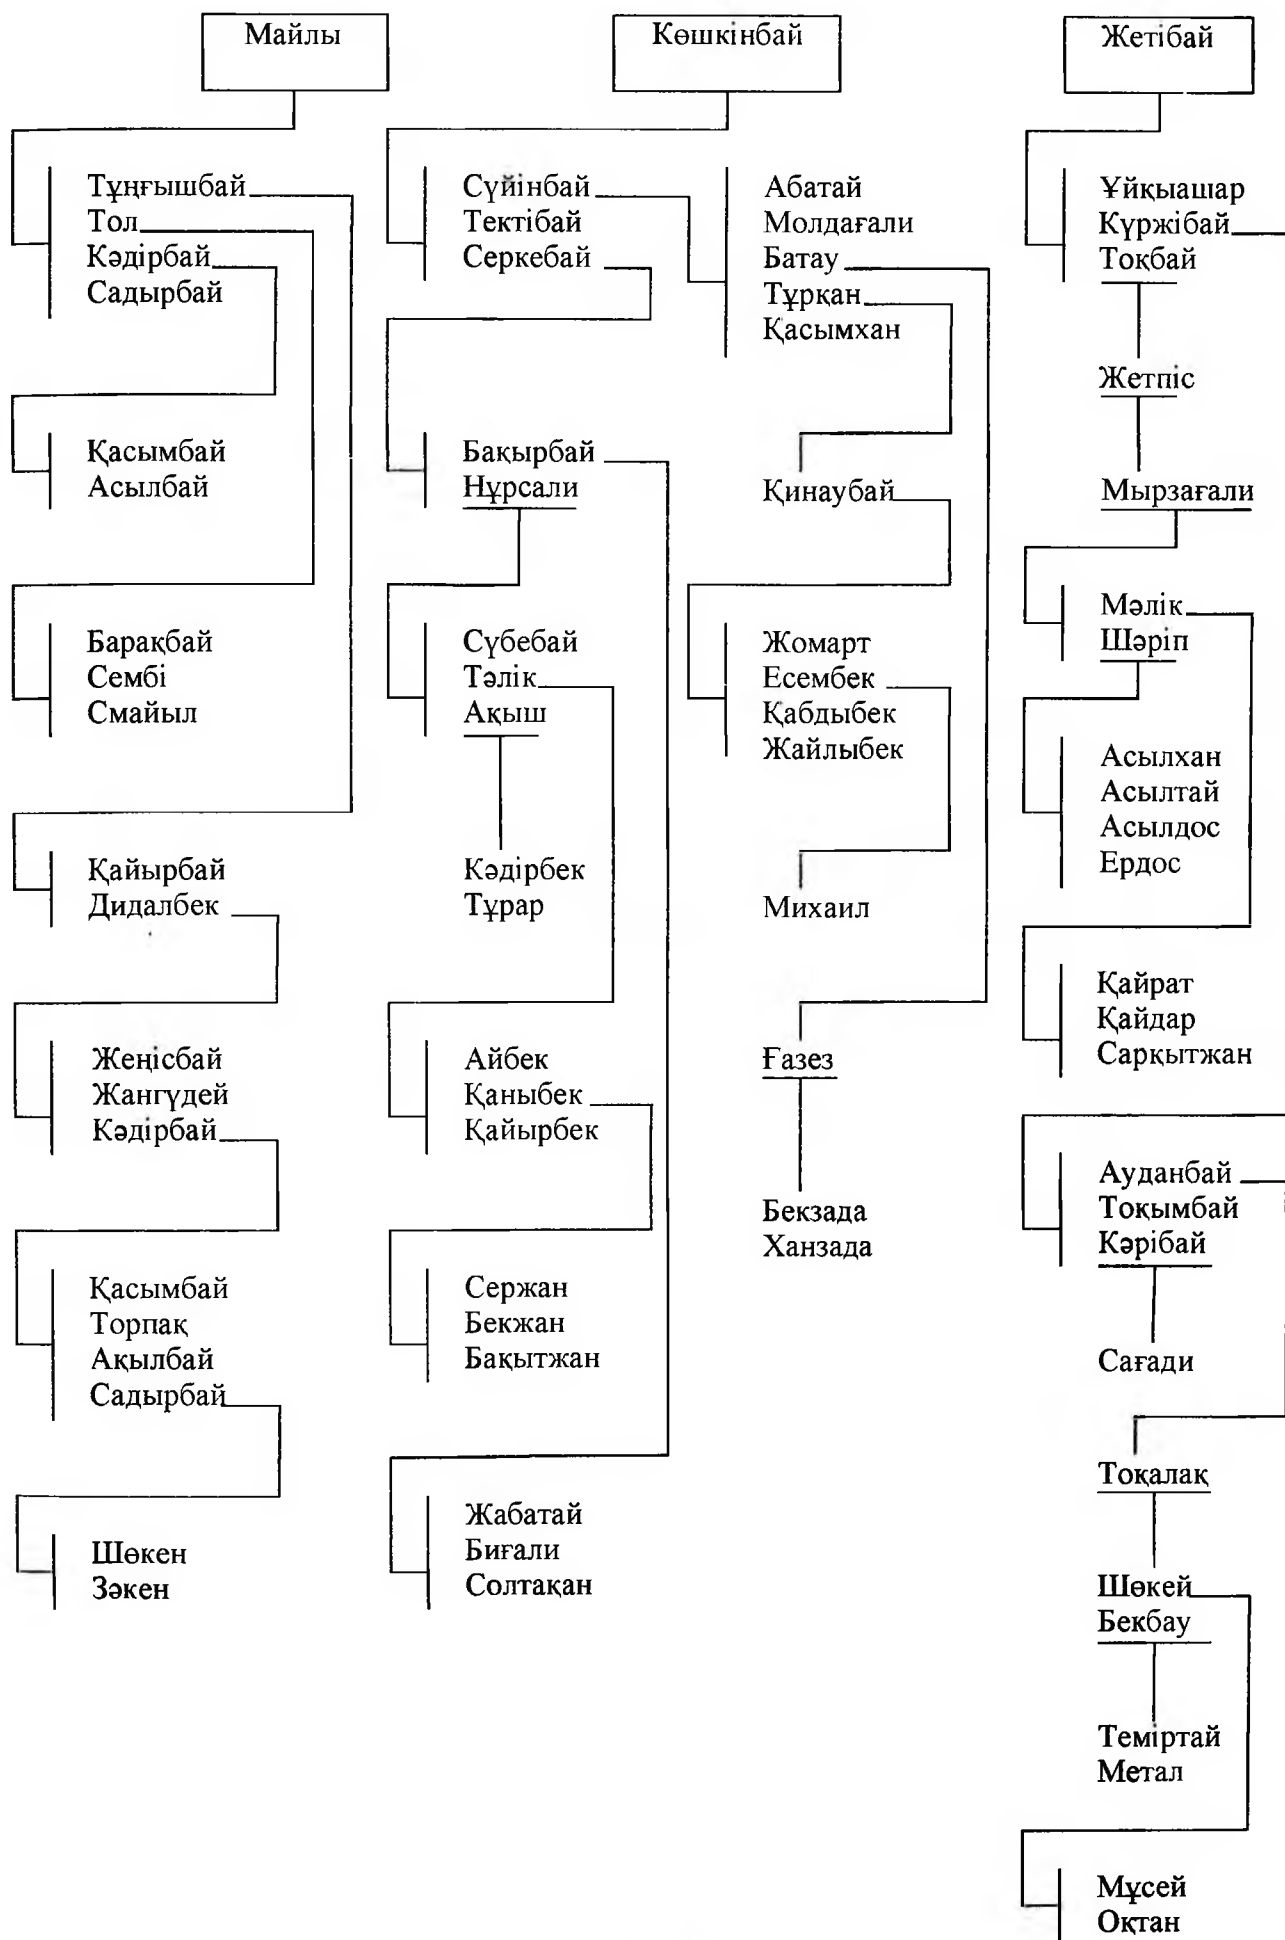 Майлы
Көшкінбай
Жетібай
Тұңғышбай
Тол
Кәдірбай
Садырбай
Қасымбай
Асылбай
Барақбай
Сембі
Смайыл
Қайырбай
Дидалбек
Жеңісбай
Жангүдей
Кәдірбай
Қасымбай
Торпақ
Ақылбай
Садырбай
Шөкен
Зәкен
Сүйінбай
Тектібай
Серкебай
Бақырбай
Нұрсали
Сүбебай
Тәлік
Ақыш
Кәдірбек
Тұрар
Айбек
Қаныбек
Қайырбек
Сержан
Бекжан
Бақытжан
Жабатай
Биғали
Солтақан
Абатай
Молдағали
Батау
Тұрқан
Қасымхан
Қинаубай
Жомарт
Есембек
Қабдыбек
Жайлыбек
Михаил
Ғазез
Бекзада
Ханзада
Ұйқыашар
Күржібай
Тоқбай
Жетпіс
Мырзағали
Мәлік
Шәріп
Асылхан
Асылтай
Асылдос
Ердос
Қайрат
Қайдар
Сарқытжан
Ауданбай
Тоқымбай
Кәрібай
Сағади
Тоқалақ
Шөкей
Бекбау
Теміртай
Метал
Мұсей
Оқтан